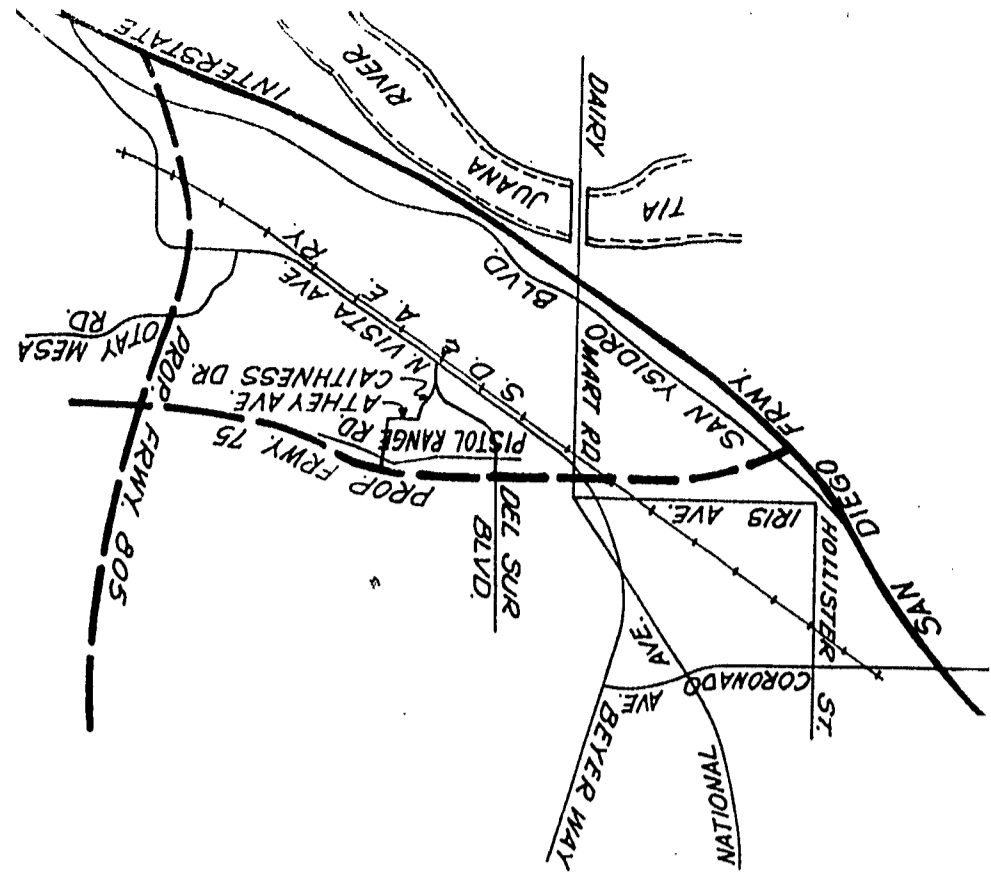 NATIONAL AVE.
BEYER WAY
CORONADO AVE.
HOLLISTER ST.
SAN DIEGO FRWY.
IRIS AVE.
DEL SUR BLVD.
PROP. FRWY. 805
PROP. FRWY. 75
PISTOL RANGE RD.
ATHEY AVE.
CAITHNESS DR.
SAN YSIDRO BLVD.
DAIRY MART RD.
S. D. & A. E. RY.
N. VISTA AVE.
OTAY MESA
RD.
TIA JUANA RIVER
INTERSTATE